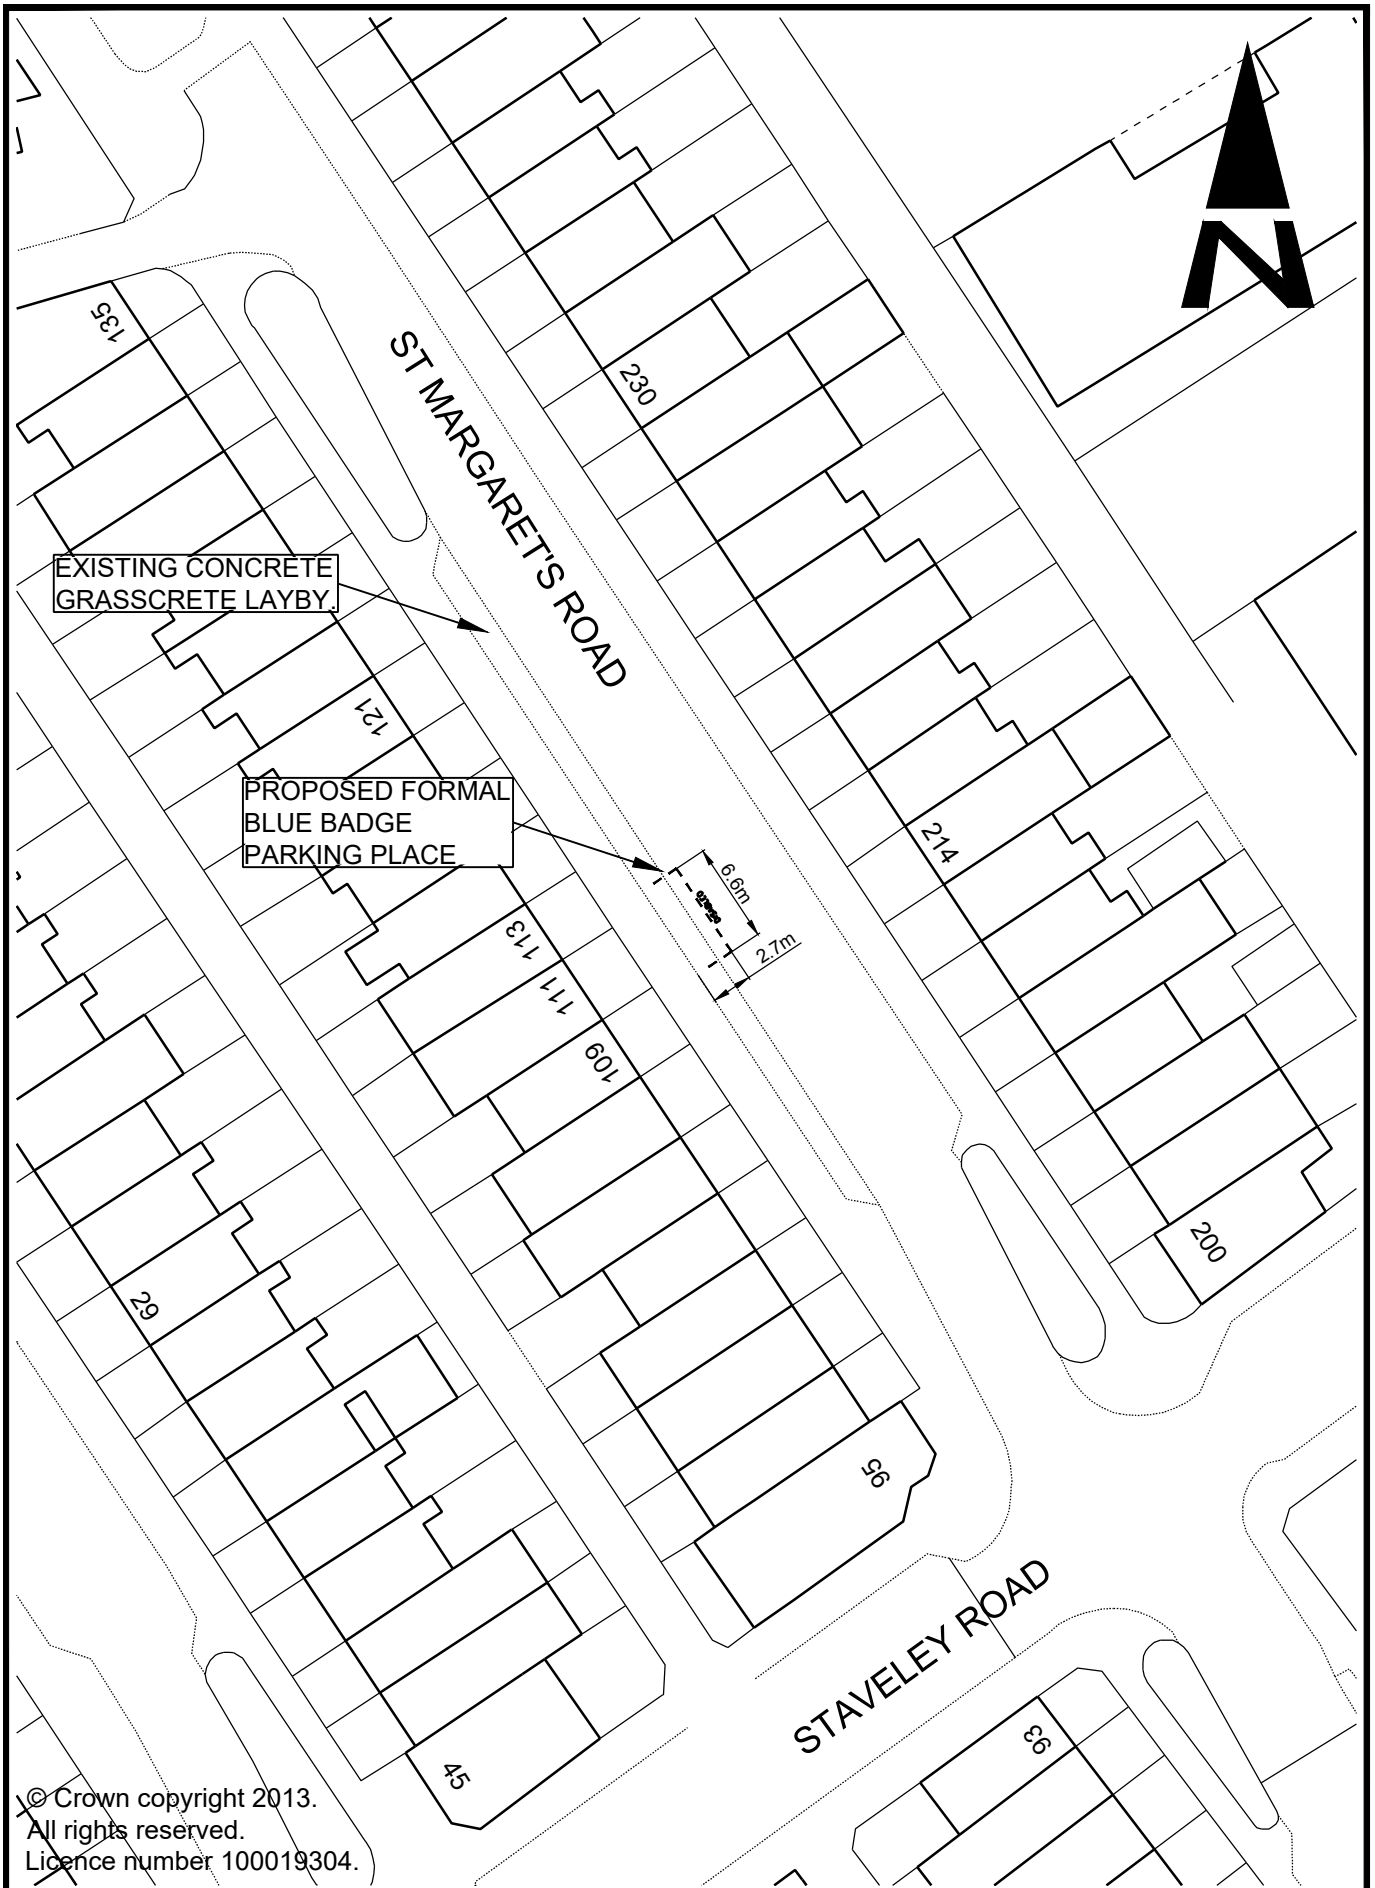 N
135
ST MARGARET'S ROAD
230
EXISTING CONCRETE
GRASSCRETE LAYBY.
121
PROPOSED FORMAL
BLUE BADGE
PARKING PLACE
214
6.6m
DISABLED
2.7m
113
111
109
200
29
95
STAVELEY ROAD
93
45
© Crown copyright 2013.
All rights reserved.
Licence number 100019304.